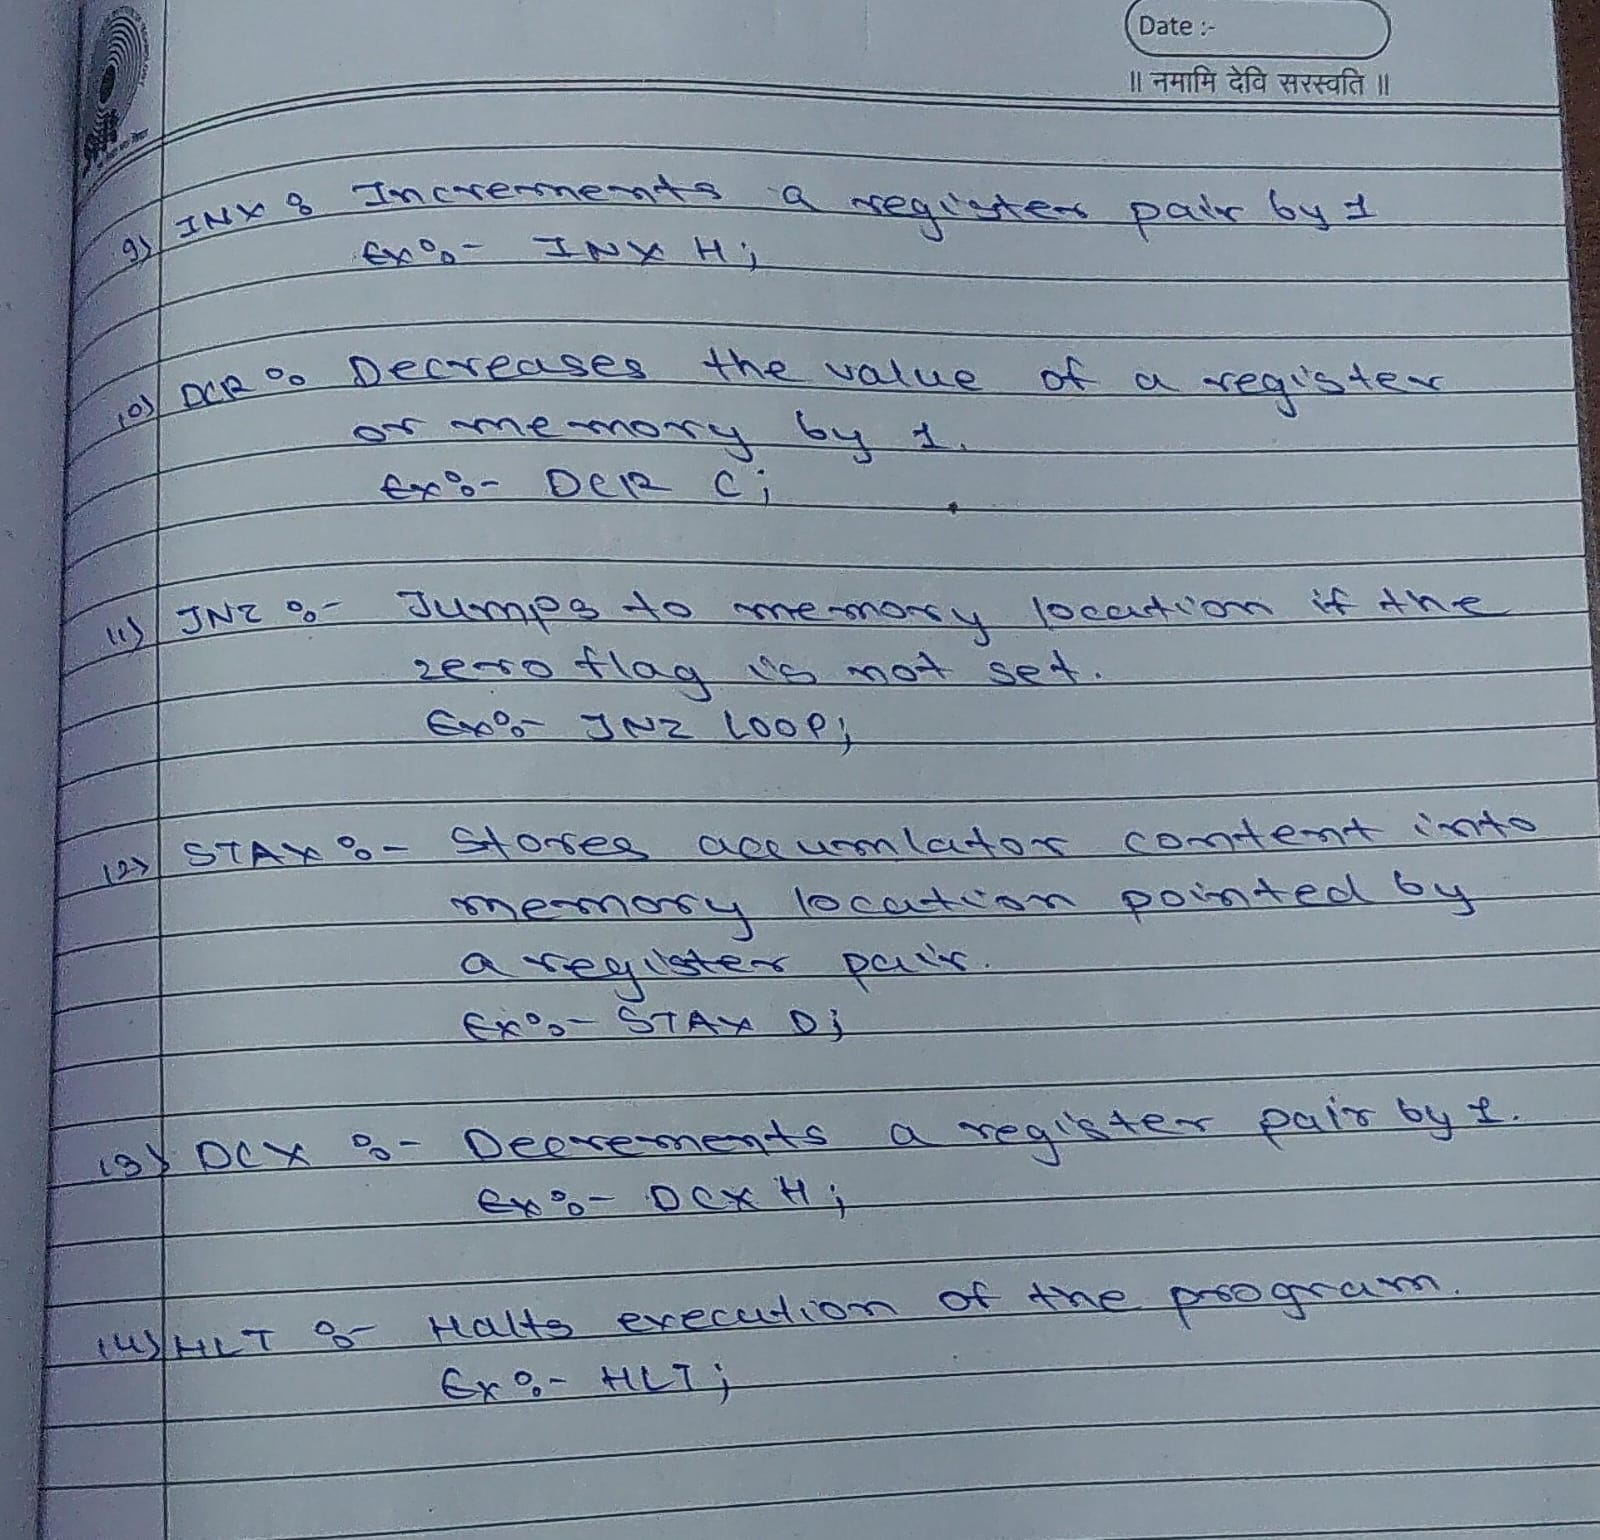 Date :-
॥ नमामि देवि सरस्वति ॥
9) INX : Increments a register pair by 1
Ex:- INX H;
10) DCR : Decreases the value of a register
or memory by 1.
Ex:- DCR C;
11) JNZ :- Jumps to memory location if the
zero flag is not set.
Ex:- JNZ LOOP;
12) STAX :- Stores accumlator content into
memory location pointed by
a register pair.
Ex:- STAX D;
13) DCX :- Decrements a register pair by 1.
Ex:- DCX H;
14) HLT :- Halts execution of the program.
Ex:- HLT;